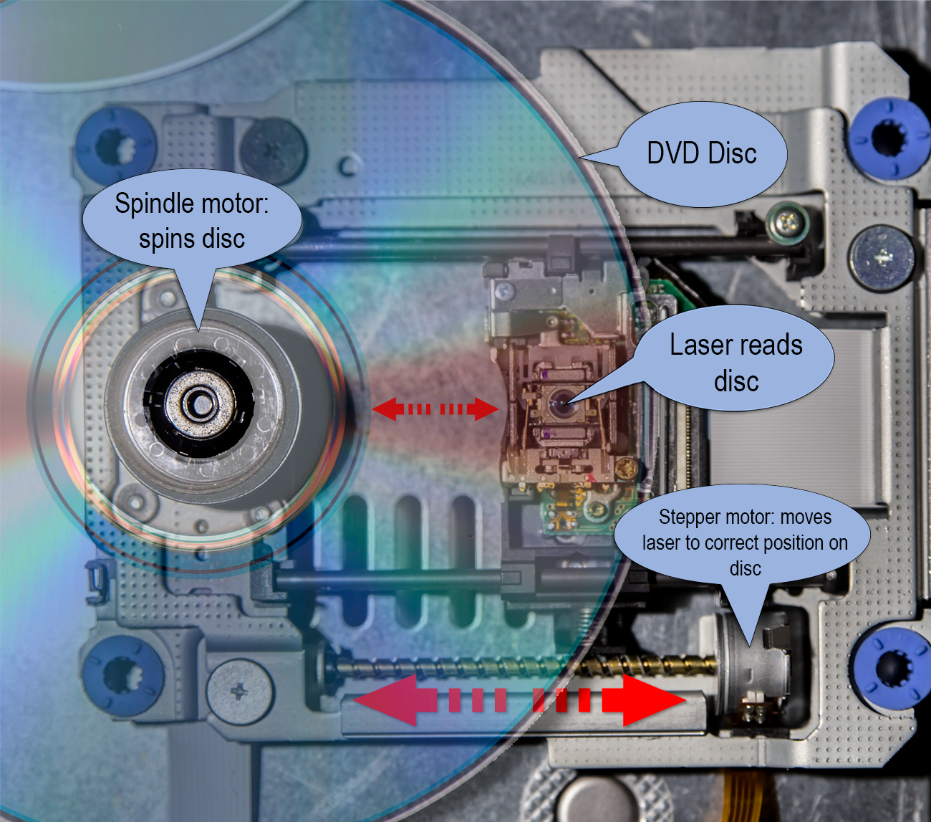 DVD Disc
Spindle motor:
spins disc
Laser reads
disc
Stepper motor: moves
laser to correct position on
disc